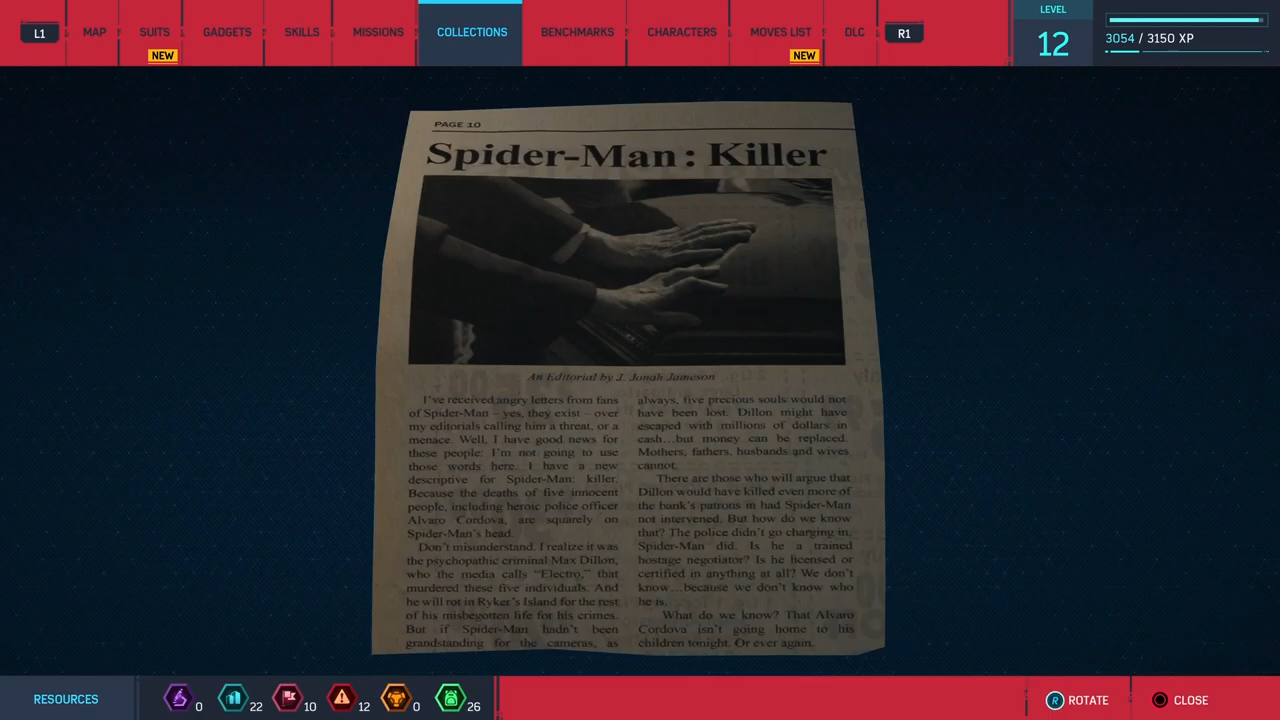 L1
MAP
SUITS
NEW
GADGETS
SKILLS
MISSIONS
COLLECTIONS
BENCHMARKS
CHARACTERS
MOVES LIST
NEW
DLC
R1
LEVEL
12
3054 / 3150 XP
PAGE 10
Spider-Man: Killer
An Editorial by J. Jonah Jameson
I've received angry letters from fans
of Spider-Man – yes, they exist – over
my editorials calling him a threat, or a
menace. Well, I have good news for
these people: I'm not going to use
those words here. I have a new
descriptive for Spider-Man: killer.
Because the deaths of five innocent
people, including heroic police officer
Alvaro Cordova, are squarely on
Spider-Man's head.
Don't misunderstand. I realize it was
the psychopathic criminal Max Dillon,
who the media calls "Electro," that
murdered these five individuals. And
he will rot in Ryker's Island for the rest
of his misbegotten life for his crimes.
But if Spider-Man hadn't been
grandstanding for the cameras, as
always, five precious souls would not
have been lost. Dillon might have
escaped with millions of dollars in
cash...but money can be replaced.
Mothers, fathers, husbands and wives
cannot.
There are those who will argue that
Dillon would have killed even more of
the bank's patrons in had Spider-Man
not intervened. But how do we know
that? The police didn't go charging in,
Spider-Man did. Is he a trained
hostage negotiator? Is he licensed or
certified in anything at all? We don't
know...because we don't know who
he is.
What do we know? That Alvaro
Cordova isn't going home to his
children tonight. Or ever again.
RESOURCES
0
22
10
12
0
26
R ROTATE
CLOSE